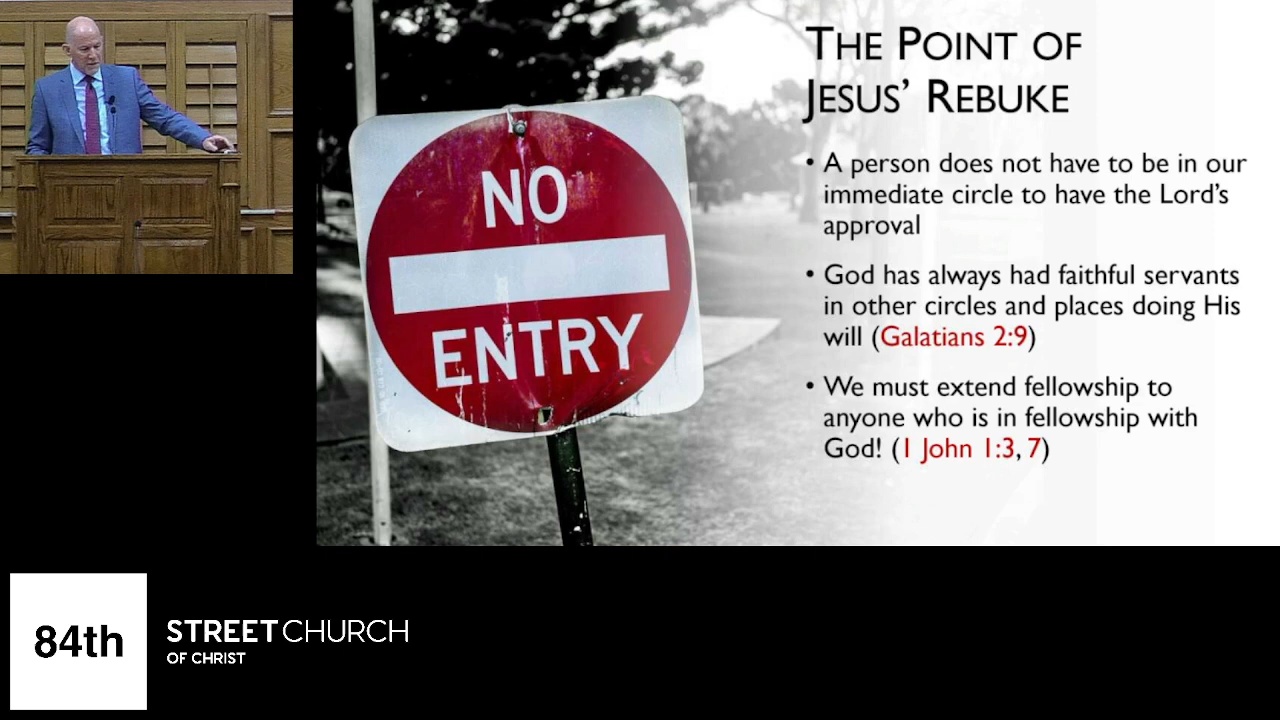 THE POINT OF
JESUS’ REBUKE
NO
ENTRY
• A person does not have to be in our
immediate circle to have the Lord’s
approval
• God has always had faithful servants
in other circles and places doing His
will (Galatians 2:9)
• We must extend fellowship to
anyone who is in fellowship with
God! (1 John 1:3, 7)
84th
STREET CHURCH
OF CHRIST